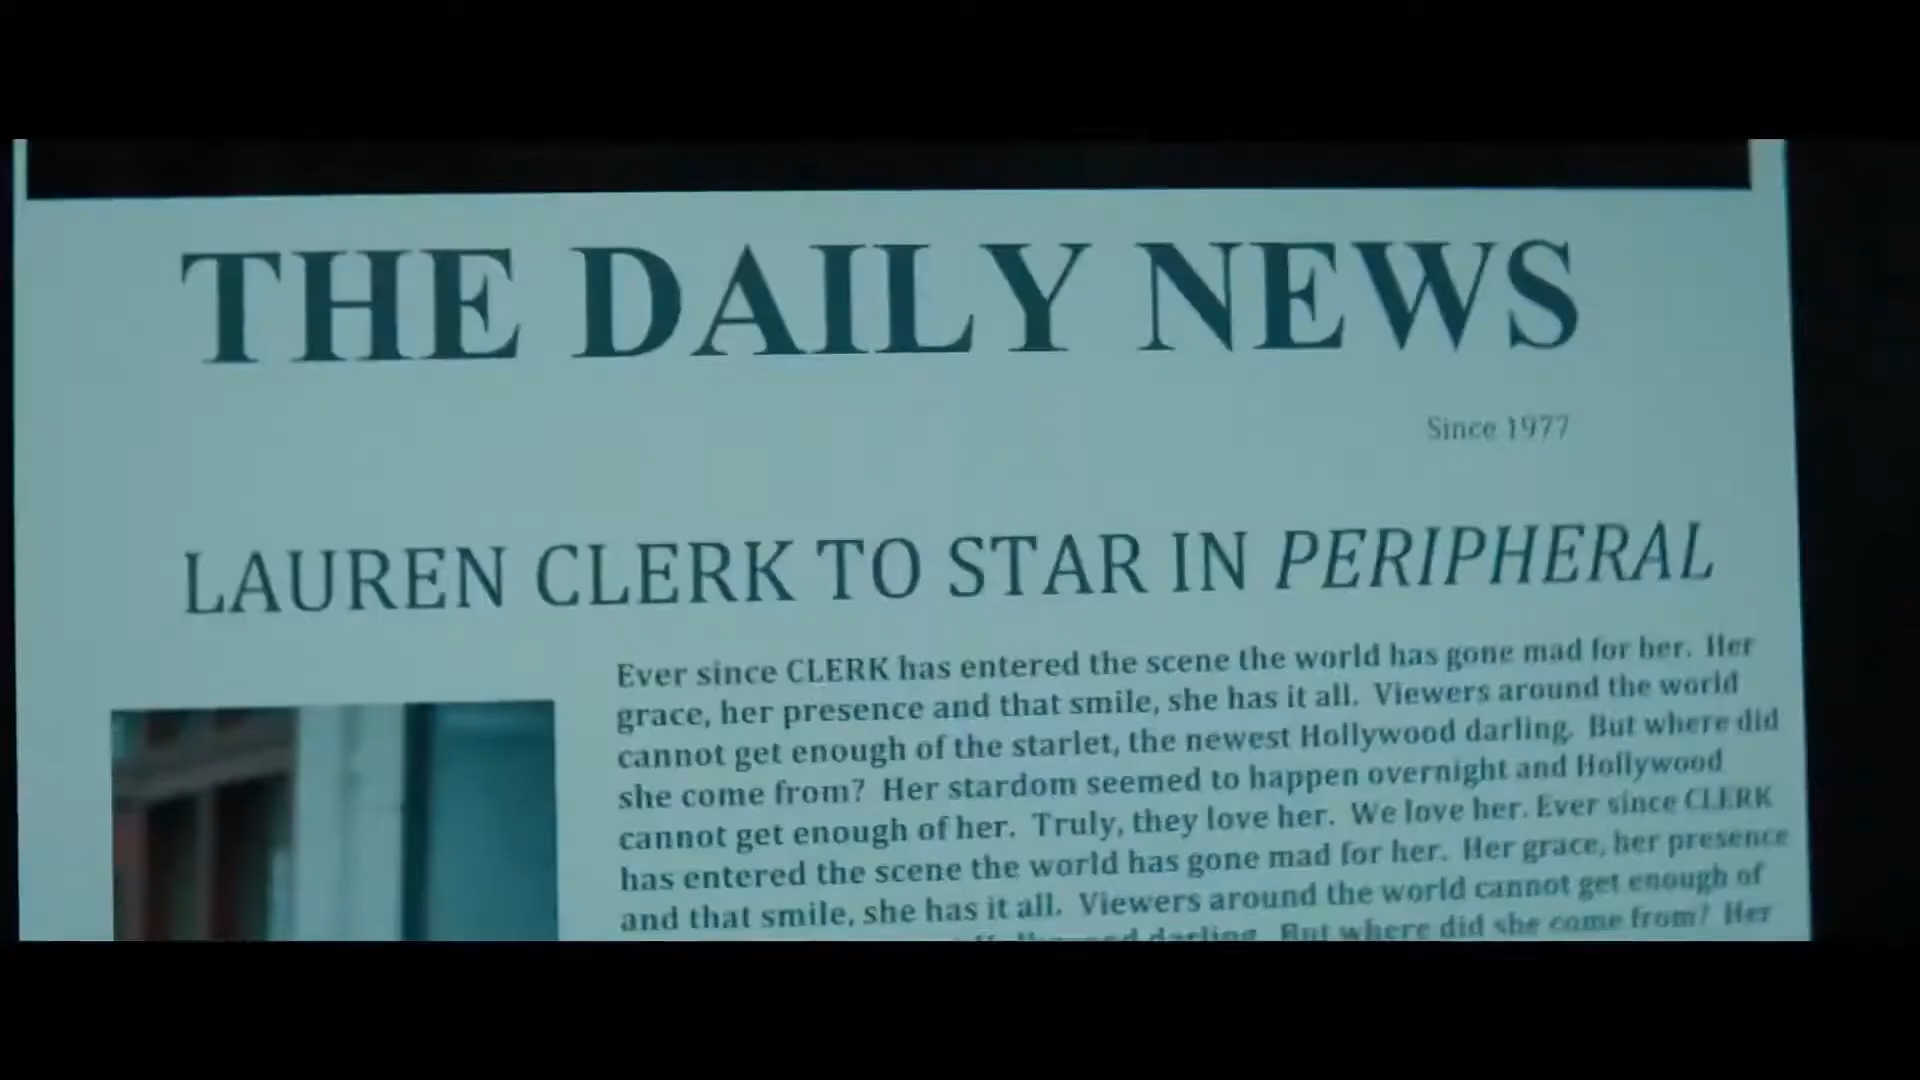 THE DAILY NEWS
Since 1977
LAUREN CLERK TO STAR IN PERIPHERAL
Ever since CLERK has entered the scene the world has gone mad for her. Her
grace, her presence and that smile, she has it all. Viewers around the world
cannot get enough of the starlet, the newest Hollywood darling. But where did
she come from? Her stardom seemed to happen overnight and Hollywood
cannot get enough of her. Truly, they love her. We love her. Ever since CLERK
has entered the scene the world has gone mad for her. Her grace, her presence
and that smile, she has it all. Viewers around the world cannot get enough of
darling. But where did she come from? Her